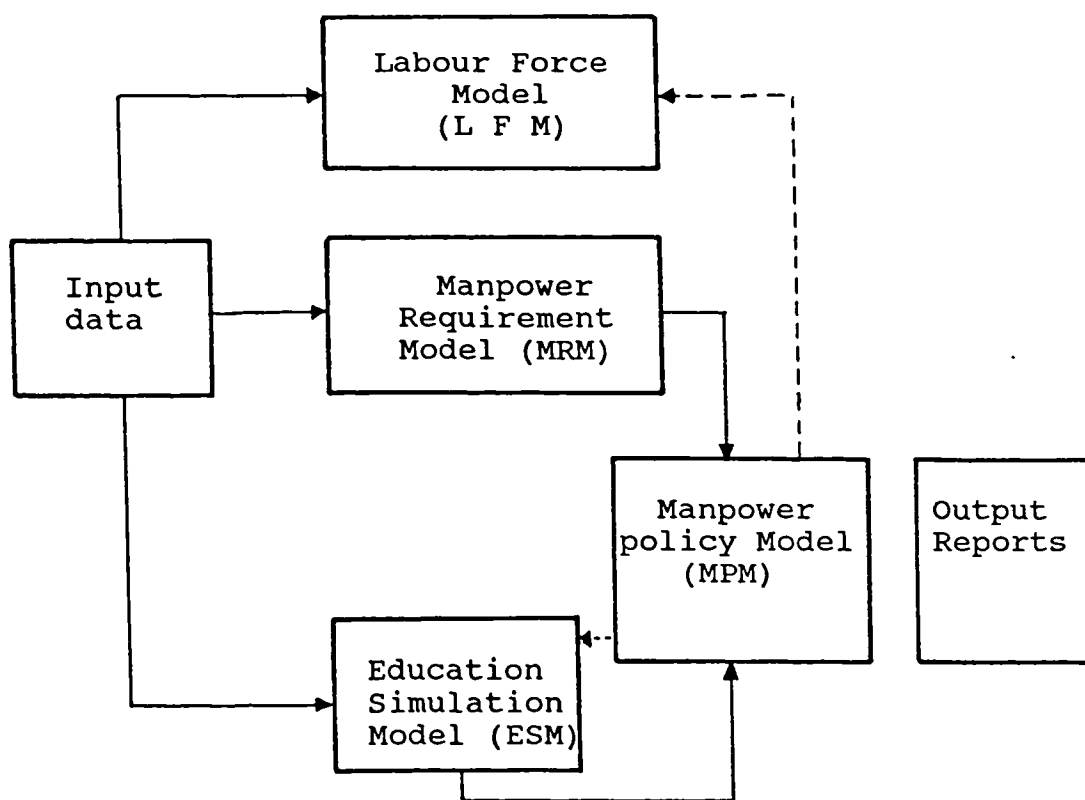 Labour Force
Model
(L F M)
Input
data
Manpower
Requirement
Model (MRM)
Manpower
policy Model
(MPM)
Output
Reports
Education
Simulation
Model (ESM)